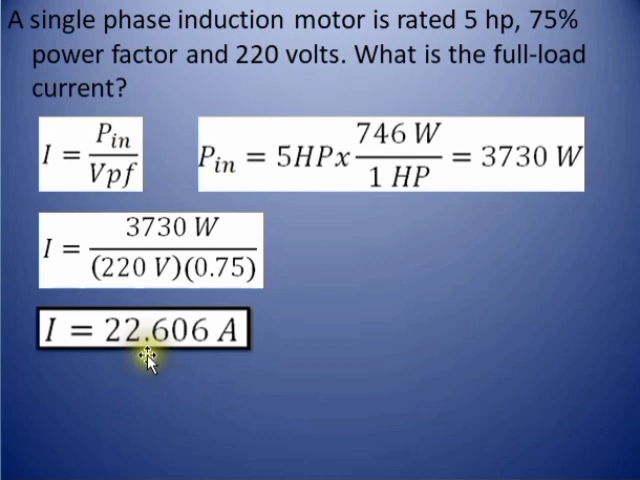 A single phase induction motor is rated 5 hp, 75%
power factor and 220 volts. What is the full-load
current?
I = P_in / Vpf
P_in = 5HPx 746 W / 1 HP = 3730 W
I = 3730 W / (220 V)(0.75)
I = 22.606 A